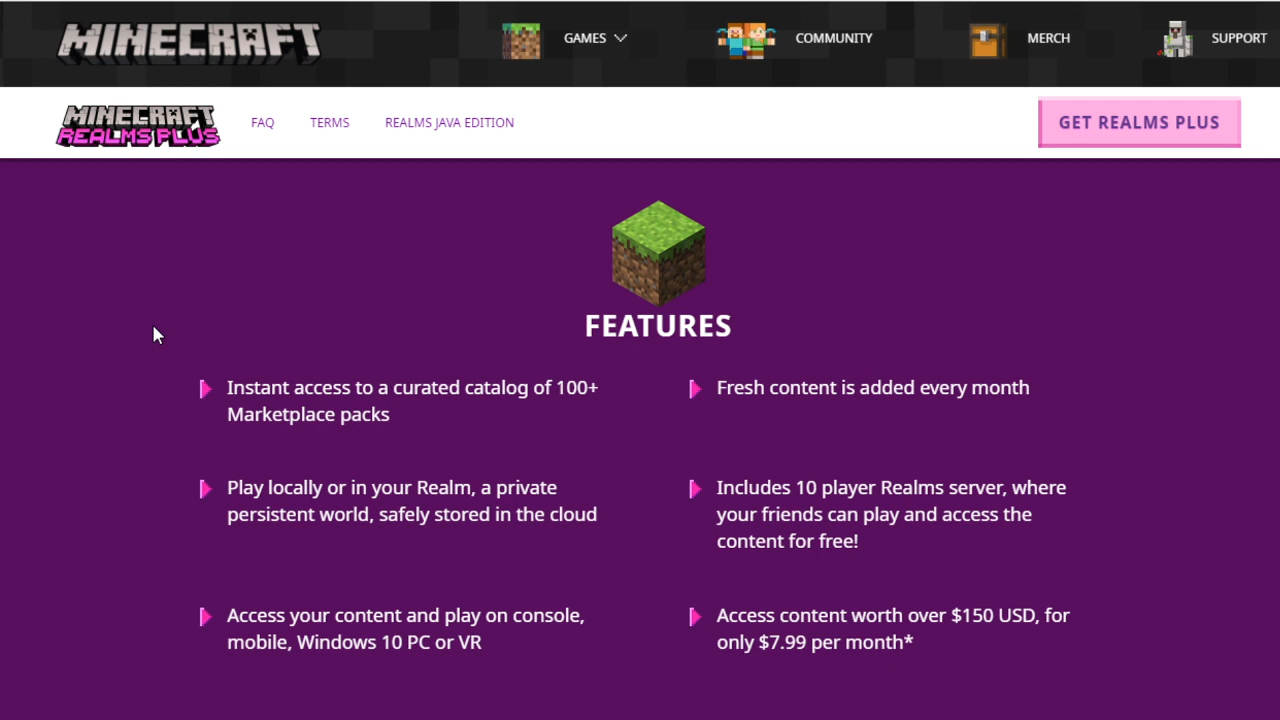 MINECRAFT
GAMES
COMMUNITY
MERCH
SUPPORT
MINECRAFT
REALMS PLUS
FAQ
TERMS
REALMS JAVA EDITION
GET REALMS PLUS
FEATURES
Instant access to a curated catalog of 100+
Marketplace packs
Fresh content is added every month
Play locally or in your Realm, a private
persistent world, safely stored in the cloud
Includes 10 player Realms server, where
your friends can play and access the
content for free!
Access your content and play on console,
mobile, Windows 10 PC or VR
Access content worth over $150 USD, for
only $7.99 per month*